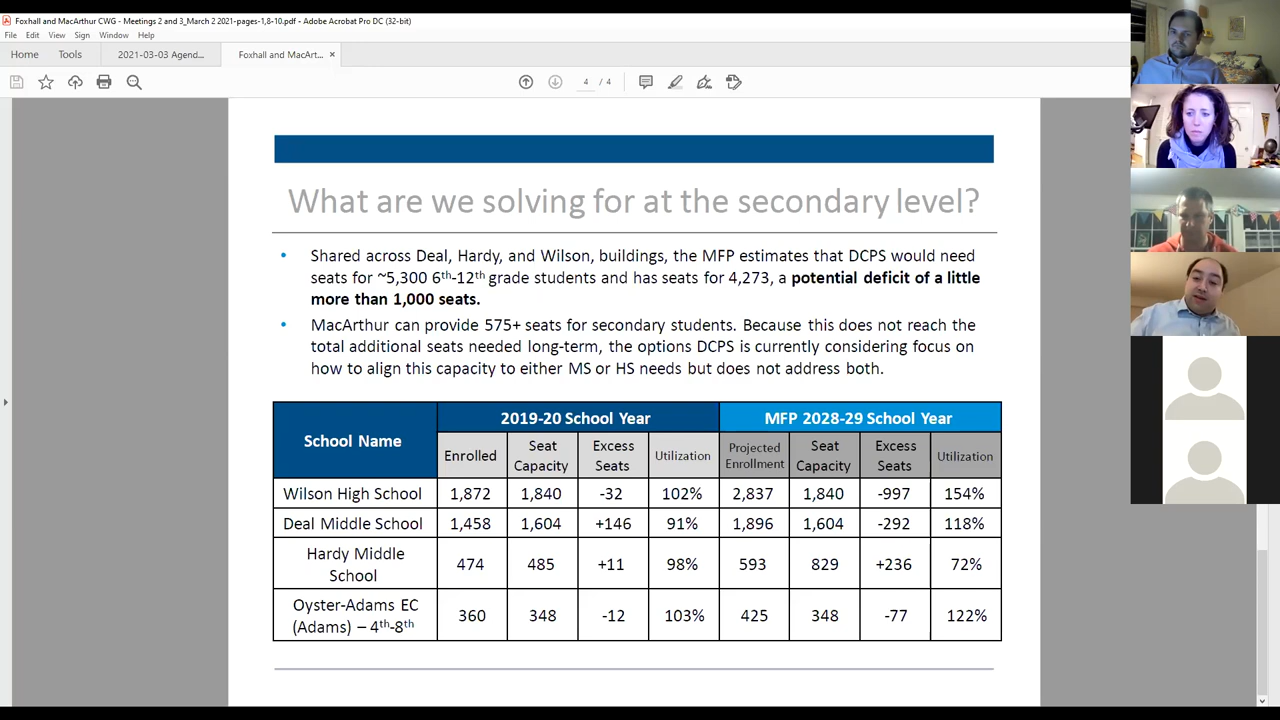 Foxhall and MacArthur CWG - Meetings 2 and 3_March 2 2021-pages-1,8-10.pdf - Adobe Acrobat Pro DC (32-bit)
File Edit View Sign Window Help
Home Tools 2021-03-03 Agend... Foxhall and MacArt... ×
4 / 4
What are we solving for at the secondary level?
• Shared across Deal, Hardy, and Wilson, buildings, the MFP estimates that DCPS would need
seats for ~5,300 6th-12th grade students and has seats for 4,273, a potential deficit of a little
more than 1,000 seats.
• MacArthur can provide 575+ seats for secondary students. Because this does not reach the
total additional seats needed long-term, the options DCPS is currently considering focus on
how to align this capacity to either MS or HS needs but does not address both.
School Name 2019-20 School Year MFP 2028-29 School Year
Enrolled Seat Capacity Excess Seats Utilization Projected Enrollment Seat Capacity Excess Seats Utilization
Wilson High School 1,872 1,840 -32 102% 2,837 1,840 -997 154%
Deal Middle School 1,458 1,604 +146 91% 1,896 1,604 -292 118%
Hardy Middle School 474 485 +11 98% 593 829 +236 72%
Oyster-Adams EC (Adams) – 4th-8th 360 348 -12 103% 425 348 -77 122%